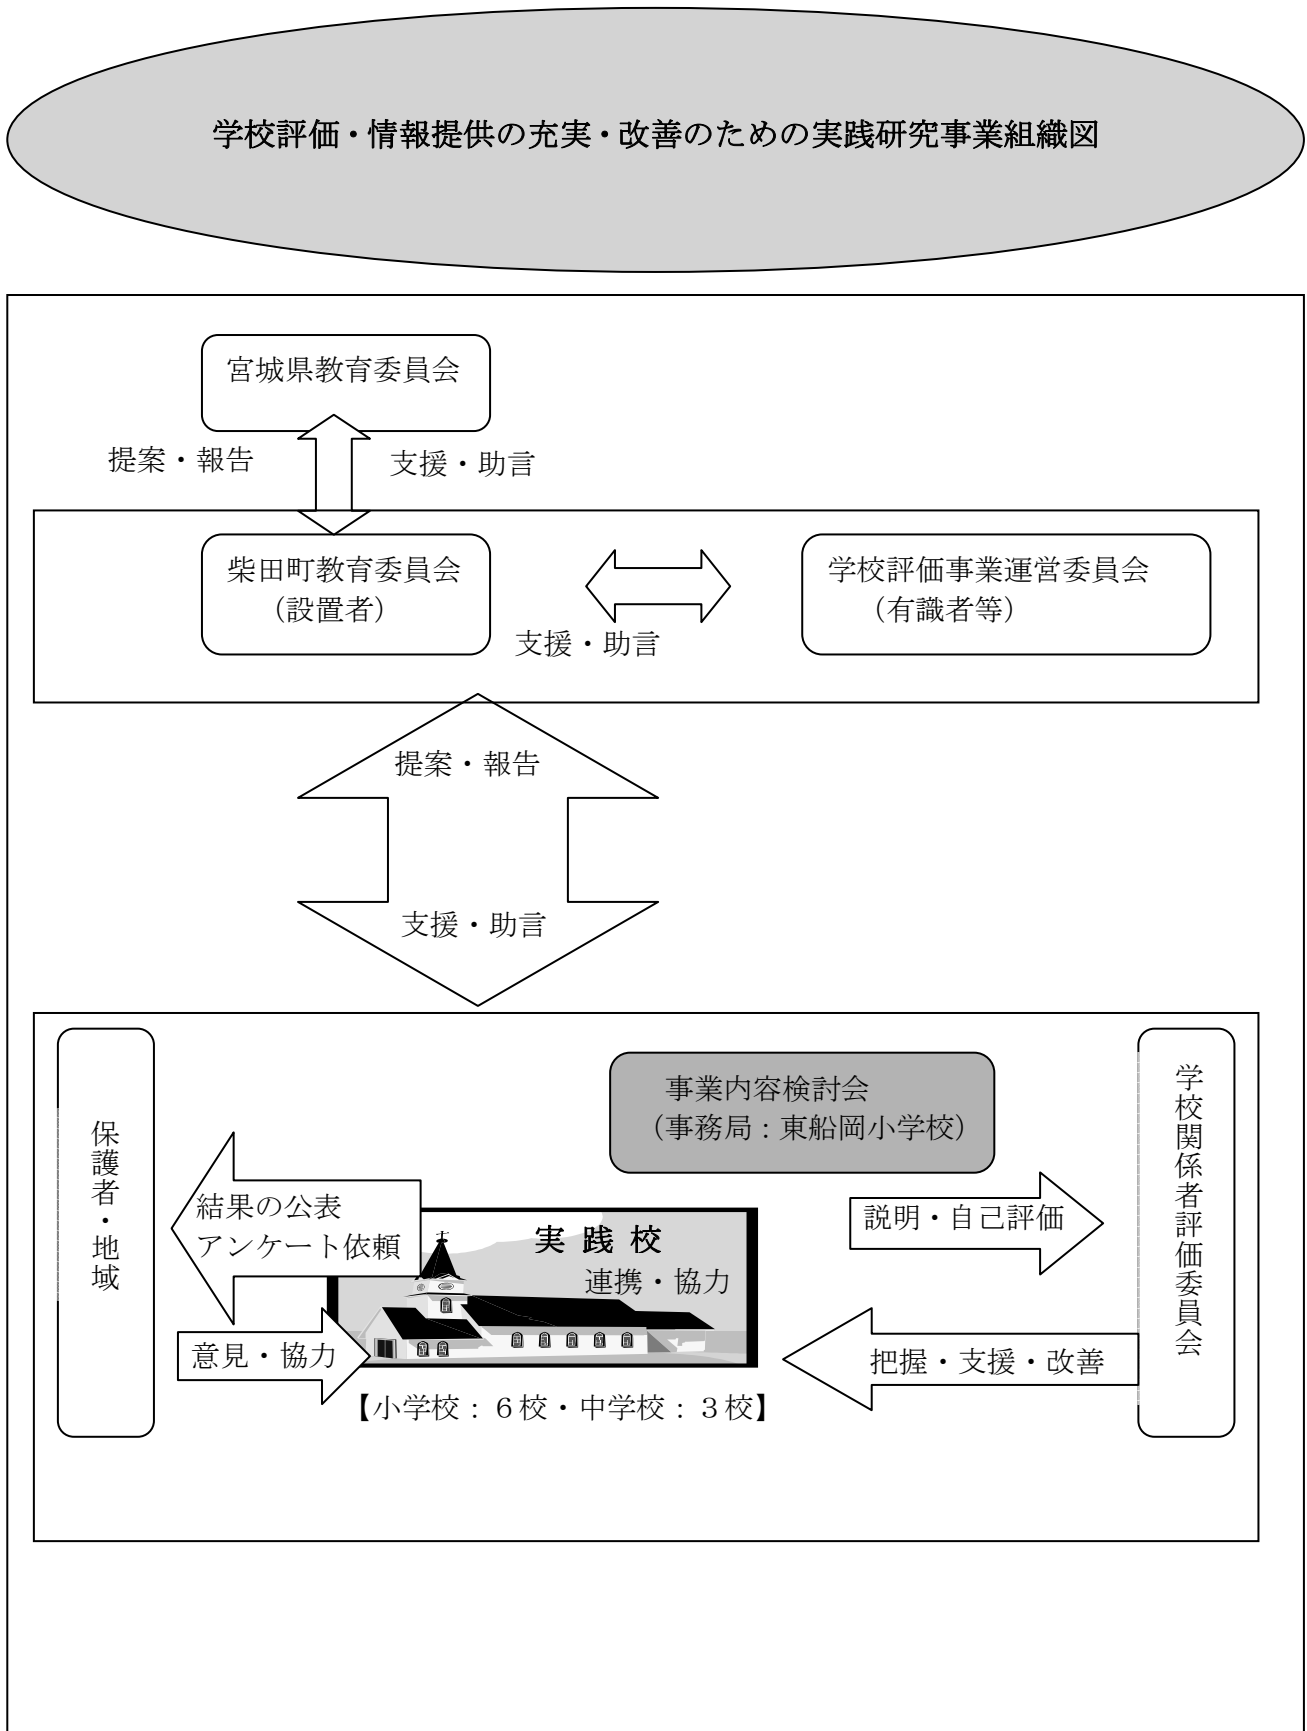 学校評価・情報提供の充実・改善のための実践研究事業組織図
宮城県教育委員会
提案・報告
支援・助言
柴田町教育委員会
（設置者）
支援・助言
学校評価事業運営委員会
（有識者等）
提案・報告
支援・助言
保護者・地域
事業内容検討会
（事務局：東船岡小学校）
学校関係者評価委員会
結果の公表
アンケート依頼
実践校
連携・協力
説明・自己評価
意見・協力
把握・支援・改善
【小学校：６校・中学校：３校】